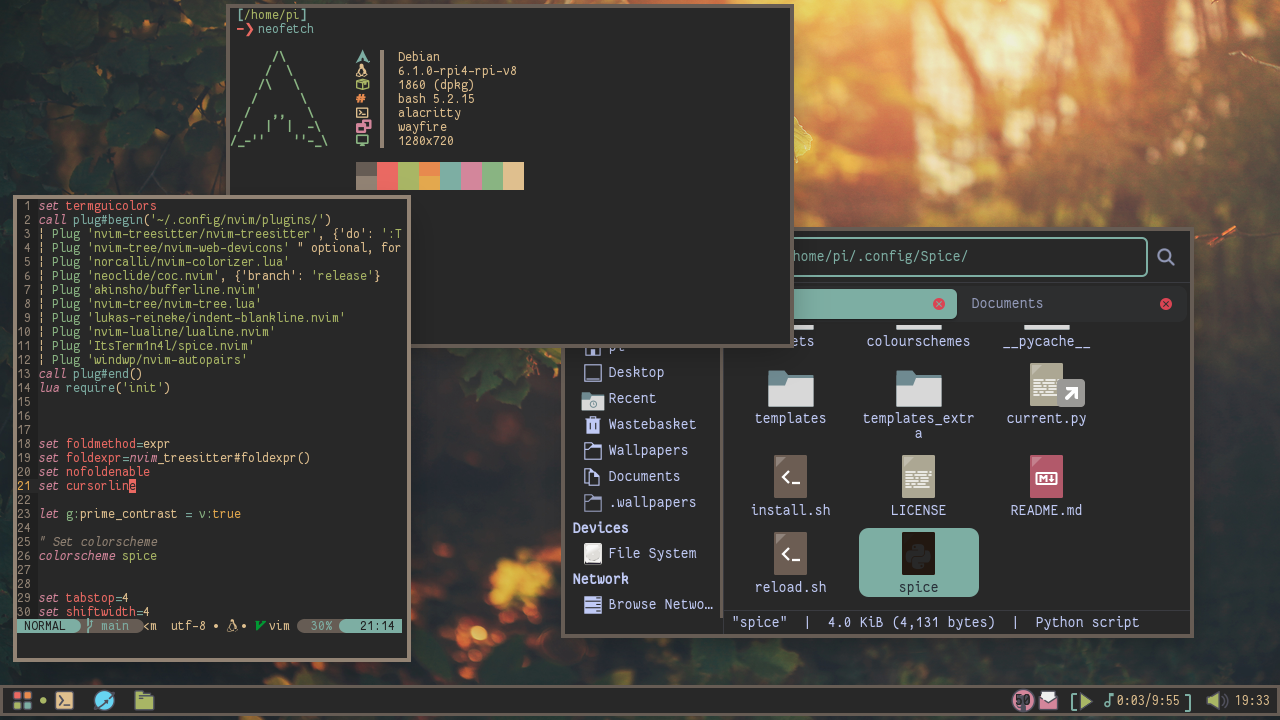 [/home/pi]
neofetch
Debian
6.1.0-rpi4-rpi-v8
1860 (dpkg)
# bash 5.2.15
alacritty
wayfire
1280x720
1 set termguicolors
2 call plug#begin('~/.config/nvim/plugins/')
3 ¦ Plug 'nvim-treesitter/nvim-treesitter', {'do': ':T
4 ¦ Plug 'nvim-tree/nvim-web-devicons' " optional, for
5 ¦ Plug 'norcalli/nvim-colorizer.lua'
6 ¦ Plug 'neoclide/coc.nvim', {'branch': 'release'}
7 ¦ Plug 'akinsho/bufferline.nvim'
8 ¦ Plug 'nvim-tree/nvim-tree.lua'
9 ¦ Plug 'lukas-reineke/indent-blankline.nvim'
10 ¦ Plug 'nvim-lualine/lualine.nvim'
11 ¦ Plug 'ItsTerm1n4l/spice.nvim'
12 ¦ Plug 'windwp/nvim-autopairs'
13 call plug#end()
14 lua require('init')
15
16
17
18 set foldmethod=expr
19 set foldexpr=nvim_treesitter#foldexpr()
20 set nofoldenable
21 set cursorline
22
23 let g:prime_contrast = v:true
24
25 " Set colorscheme
26 colorscheme spice
27
28
29 set tabstop=4
30 set shiftwidth=4
NORMAL main <m utf-8 • • vim 30% 21:14
home/pi/.config/Spice/
Documents
ets
colourschemes
__pycache__
templates
templates_extr
a
current.py
install.sh
LICENSE
README.md
reload.sh
spice
Desktop
Recent
Wastebasket
Wallpapers
Documents
.wallpapers
Devices
File System
Network
Browse Netwo…
"spice" | 4.0 KiB (4,131 bytes) | Python script
50
[ 0:03/9:55 ]
19:33